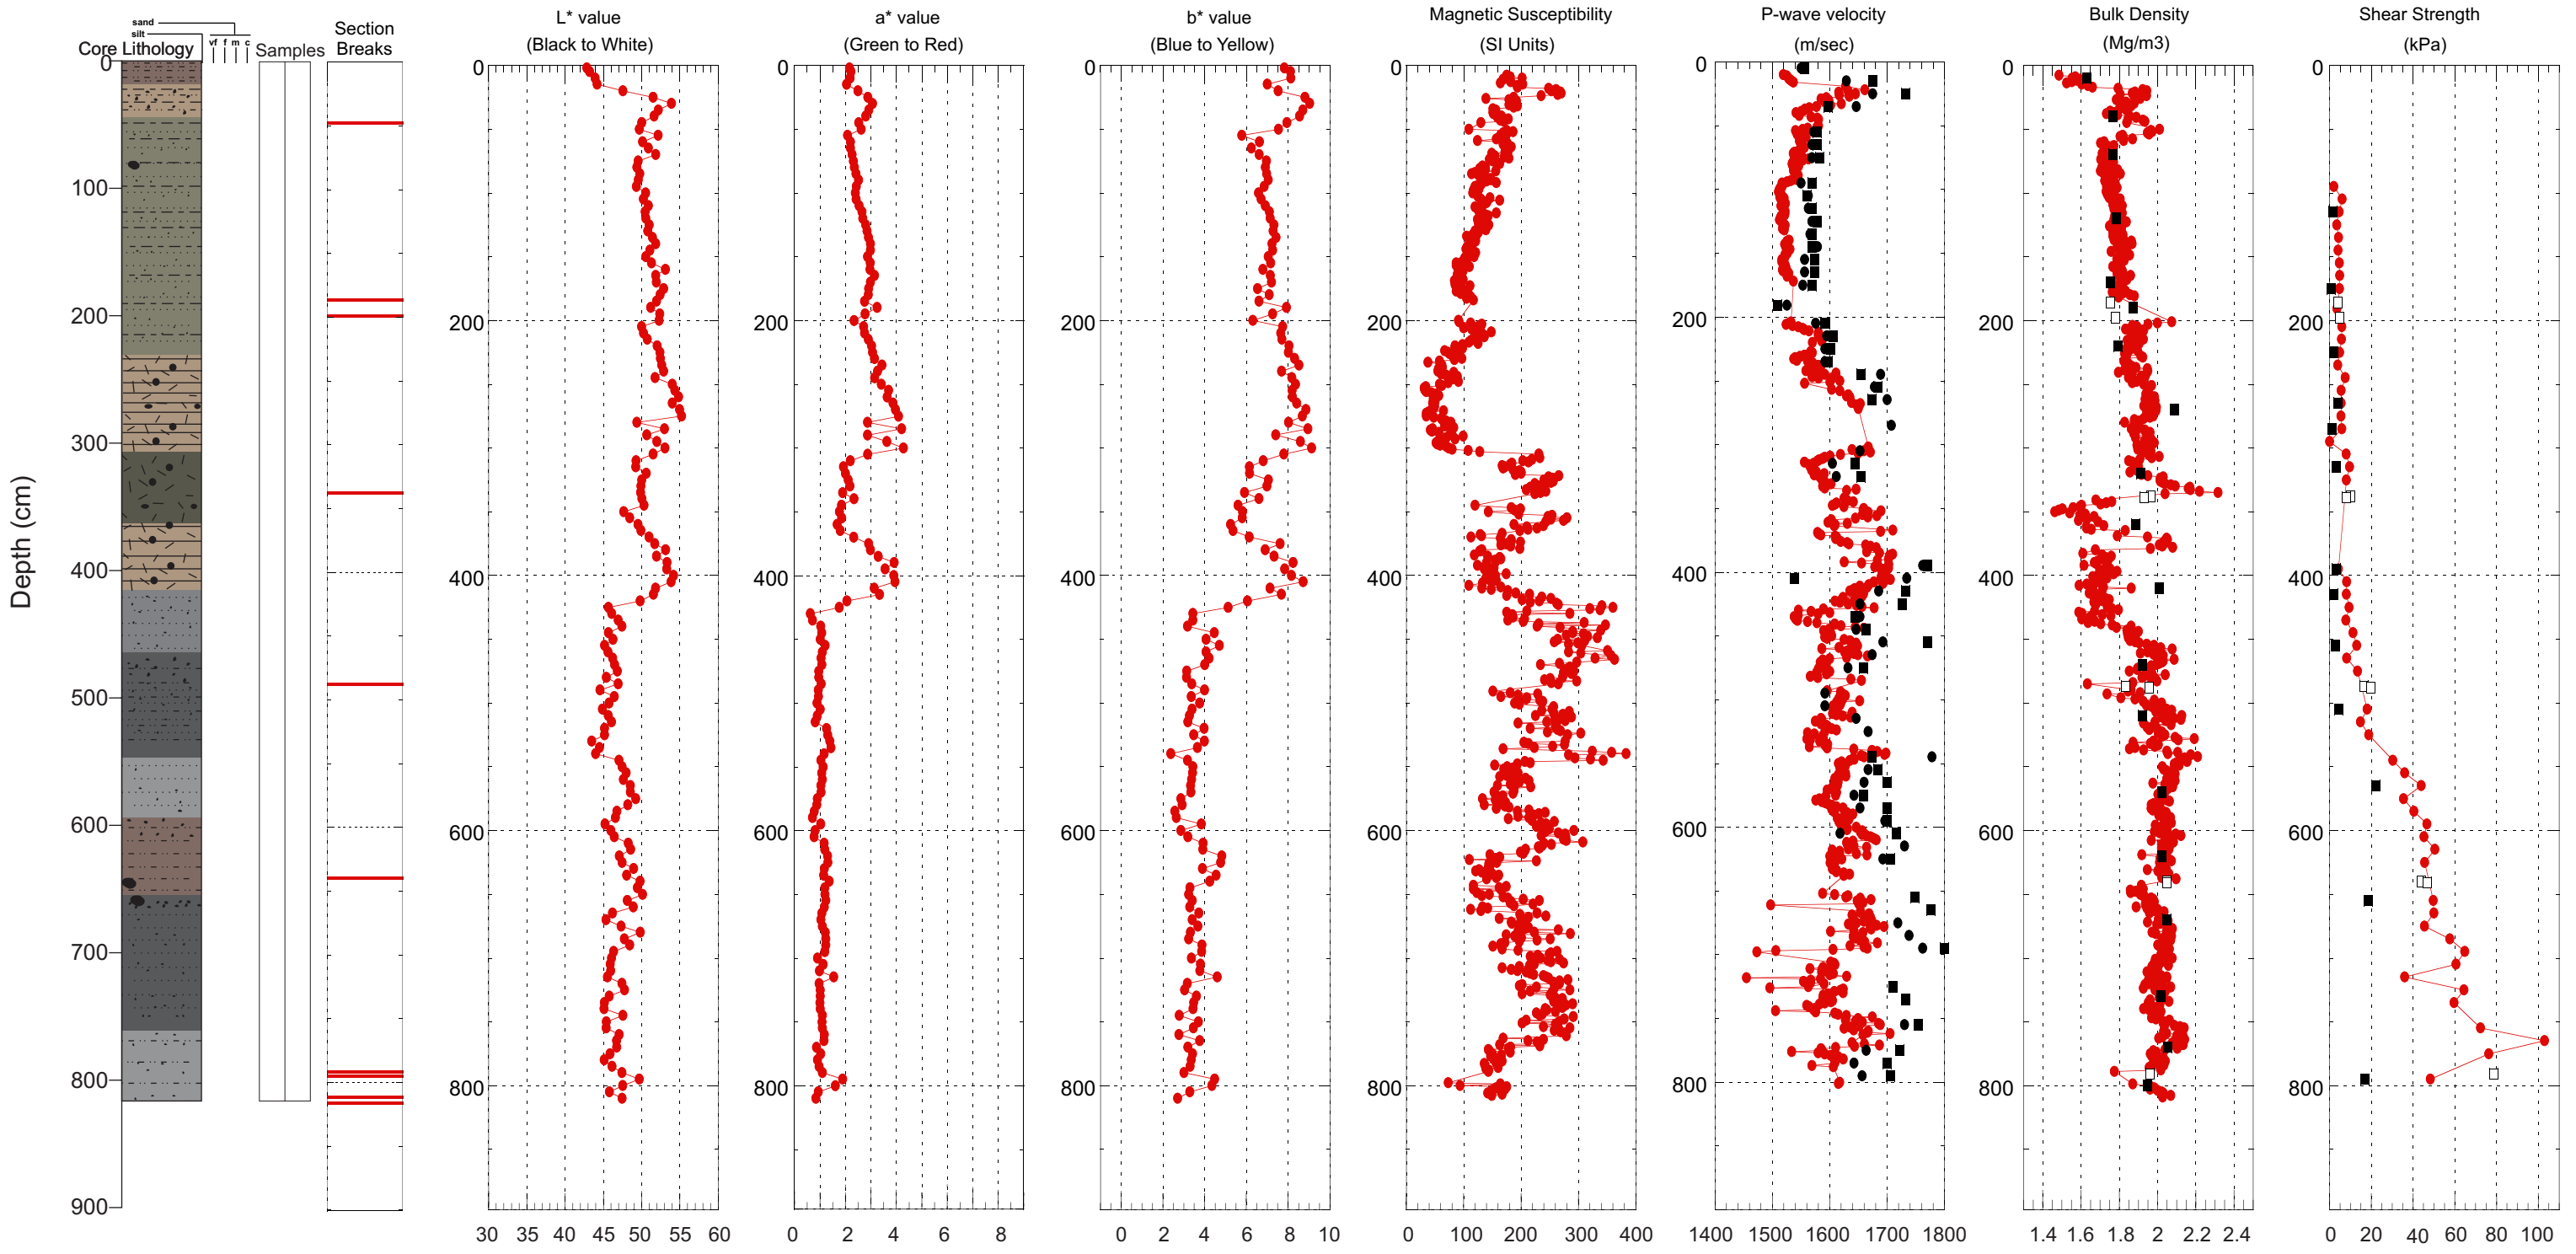 sand
silt
vf f m c
Core Lithology
Samples
Section
Breaks
L* value
(Black to White)
a* value
(Green to Red)
b* value
(Blue to Yellow)
Magnetic Susceptibility
(SI Units)
P-wave velocity
(m/sec)
Bulk Density
(Mg/m3)
Shear Strength
(kPa)
Depth (cm)
0
100
200
300
400
500
600
700
800
900
0
200
400
600
800
30 35 40 45 50 55 60
0
200
400
600
800
0 2 4 6 8
0
200
400
600
800
0 2 4 6 8 10
0
200
400
600
800
0 100 200 300 400
0
200
400
600
800
1400 1500 1600 1700 1800
0
200
400
600
800
1.4 1.6 1.8 2 2.2 2.4
0
200
400
600
800
0 20 40 60 80 100